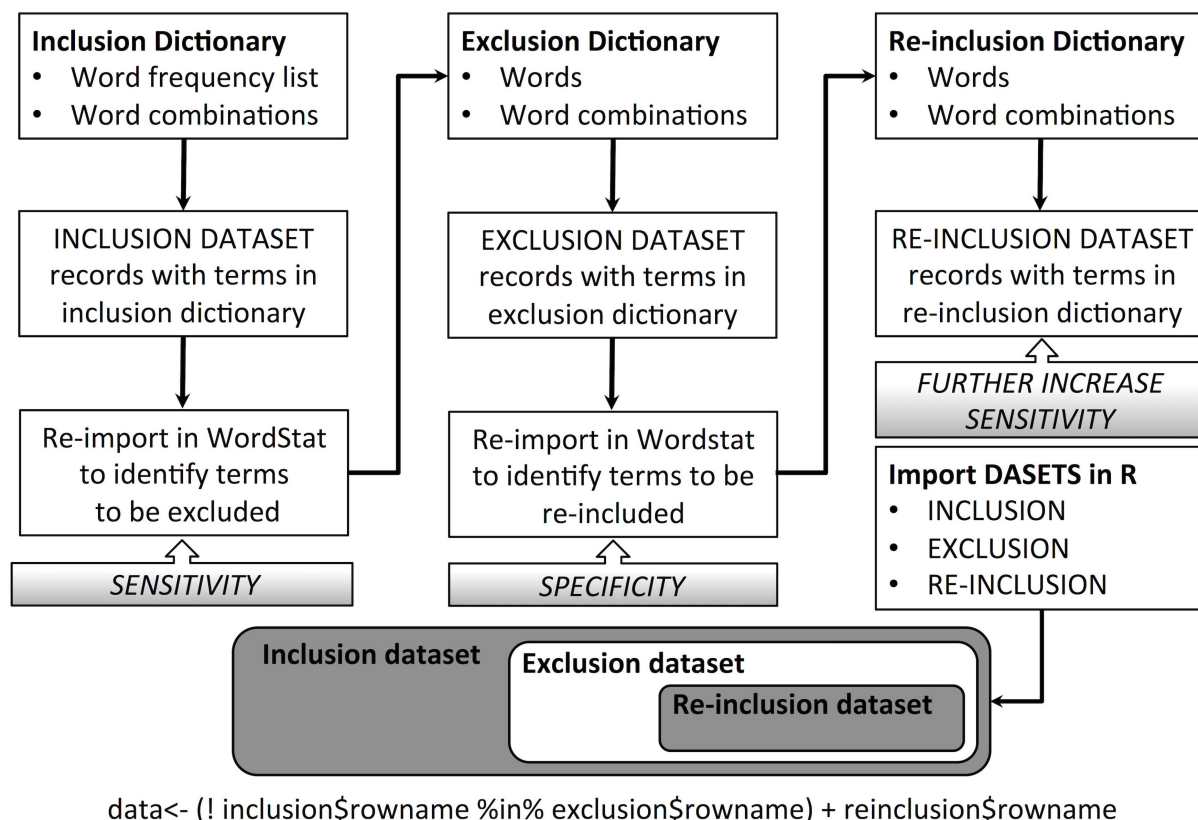 Inclusion Dictionary
• Word frequency list
• Word combinations
INCLUSION DATASET
records with terms in
inclusion dictionary
Re-import in WordStat
to identify terms
to be excluded
SENSITIVITY
Exclusion Dictionary
• Words
• Word combinations
EXCLUSION DATASET
records with terms in
exclusion dictionary
Re-import in Wordstat
to identify terms to be
re-included
SPECIFICITY
Re-inclusion Dictionary
• Words
• Word combinations
RE-INCLUSION DATASET
records with terms in
re-inclusion dictionary
FURTHER INCREASE
SENSITIVITY
Import DASETS in R
• INCLUSION
• EXCLUSION
• RE-INCLUSION
Inclusion dataset
Exclusion dataset
Re-inclusion dataset
data<- (! inclusion$rowname %in% exclusion$rowname) + reinclusion$rowname